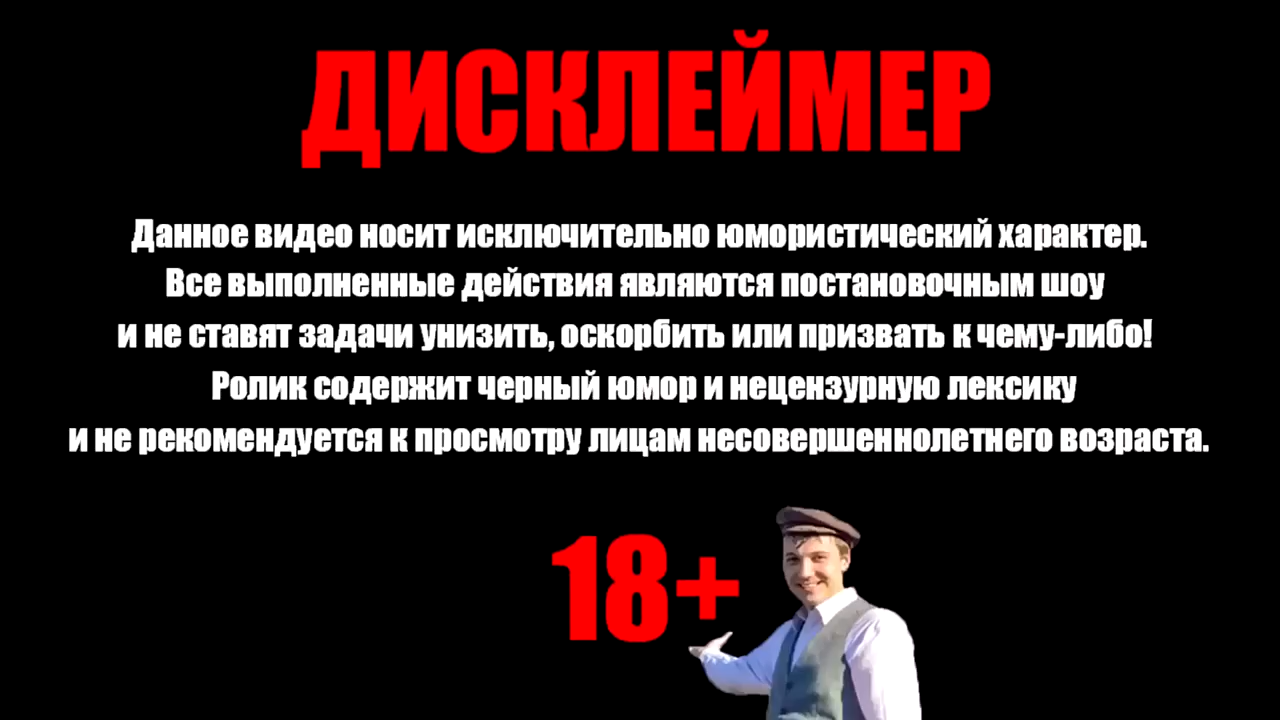 ДИСКЛЕЙМЕР
Данное видео носит исключительно юмористический характер.
Все выполненные действия являются постановочным шоу
и не ставят задачи унизить, оскорбить или призвать к чему-либо!
Ролик содержит черный юмор и нецензурную лексику
и не рекомендуется к просмотру лицам несовершеннолетнего возраста.
18+